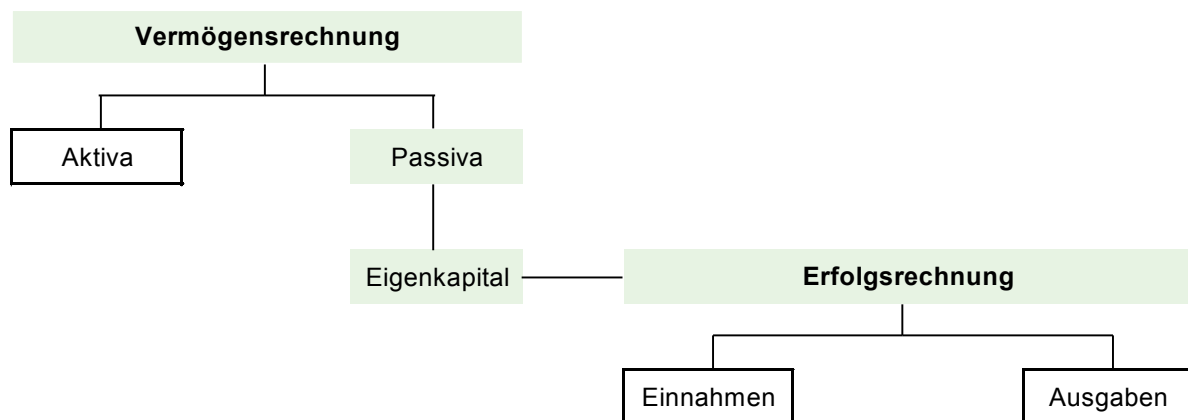 Vermögensrechnung
Aktiva
Passiva
Eigenkapital
Erfolgsrechnung
Einnahmen
Ausgaben